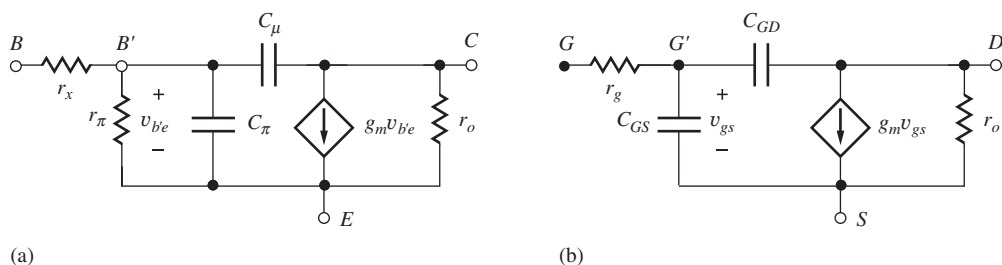 C_μ
B
B′
C
r_x
r_π
+
v_b′e
−
C_π
g_m v_b′e
r_o
E
(a)
C_GD
G
G′
D
r_g
C_GS
+
v_gs
−
g_m v_gs
r_o
S
(b)